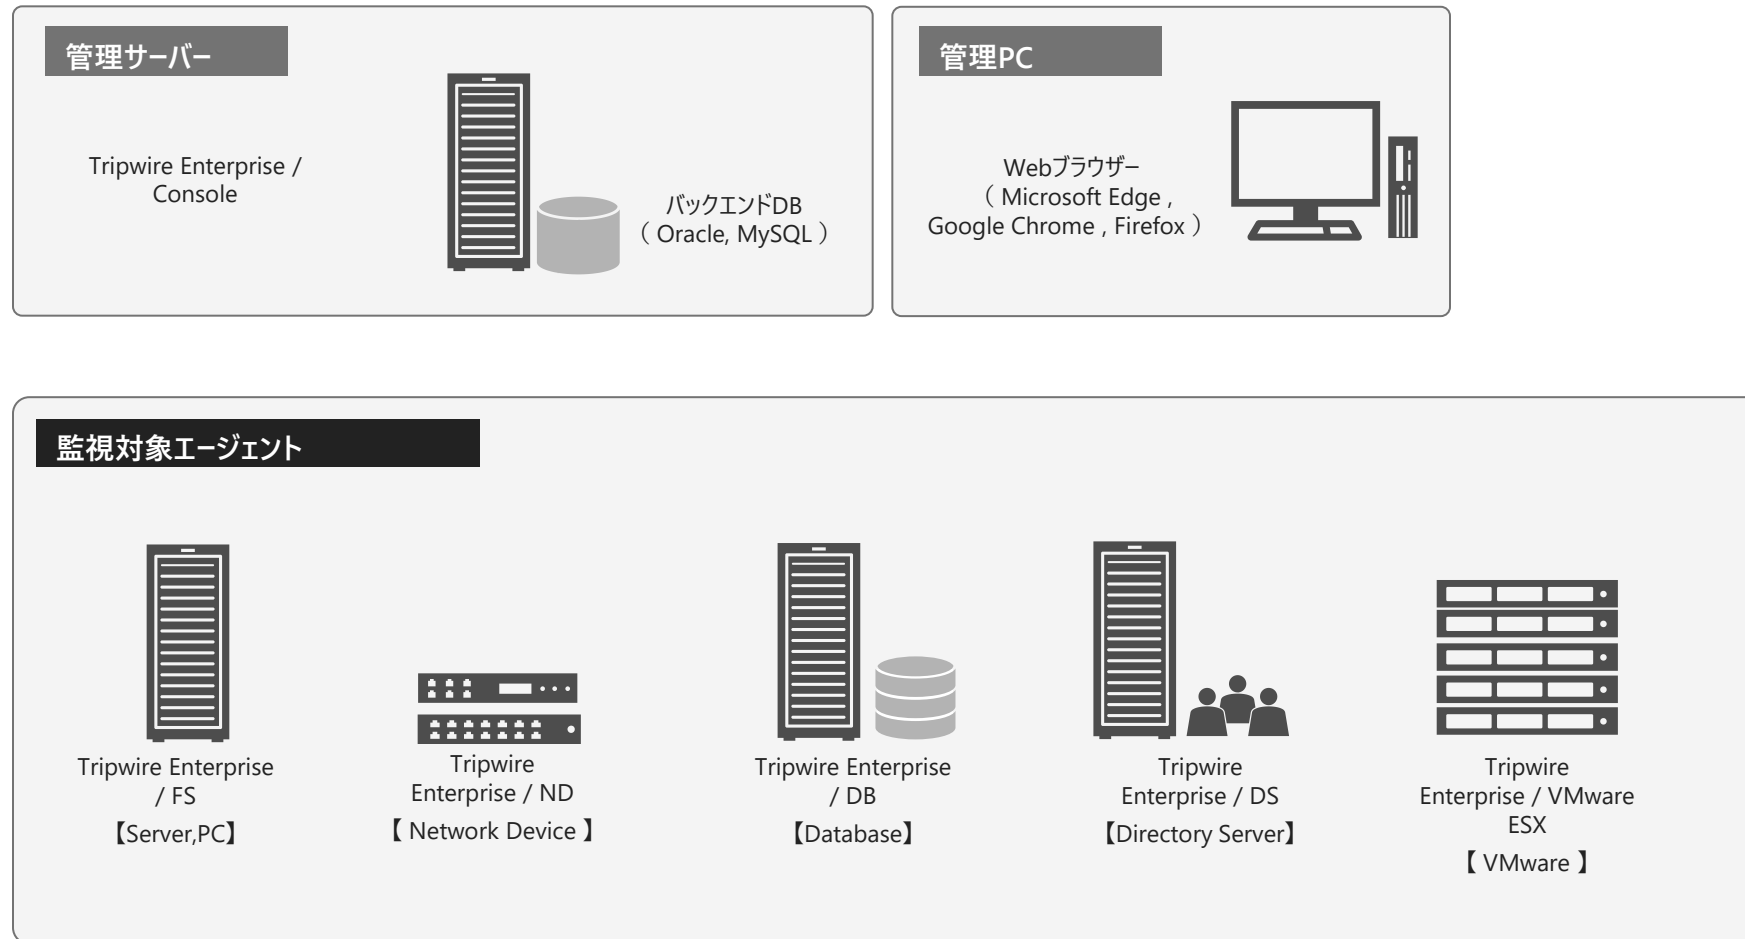 管理サーバー
Tripwire Enterprise /
Console
バックエンドDB
（ Oracle, MySQL ）
管理PC
Webブラウザー
（ Microsoft Edge ,
Google Chrome , Firefox ）
監視対象エージェント
Tripwire Enterprise
/ FS
【Server,PC】
Tripwire
Enterprise / ND
【 Network Device 】
Tripwire Enterprise
/ DB
【Database】
Tripwire
Enterprise / DS
【Directory Server】
Tripwire
Enterprise / VMware
ESX
【 VMware 】